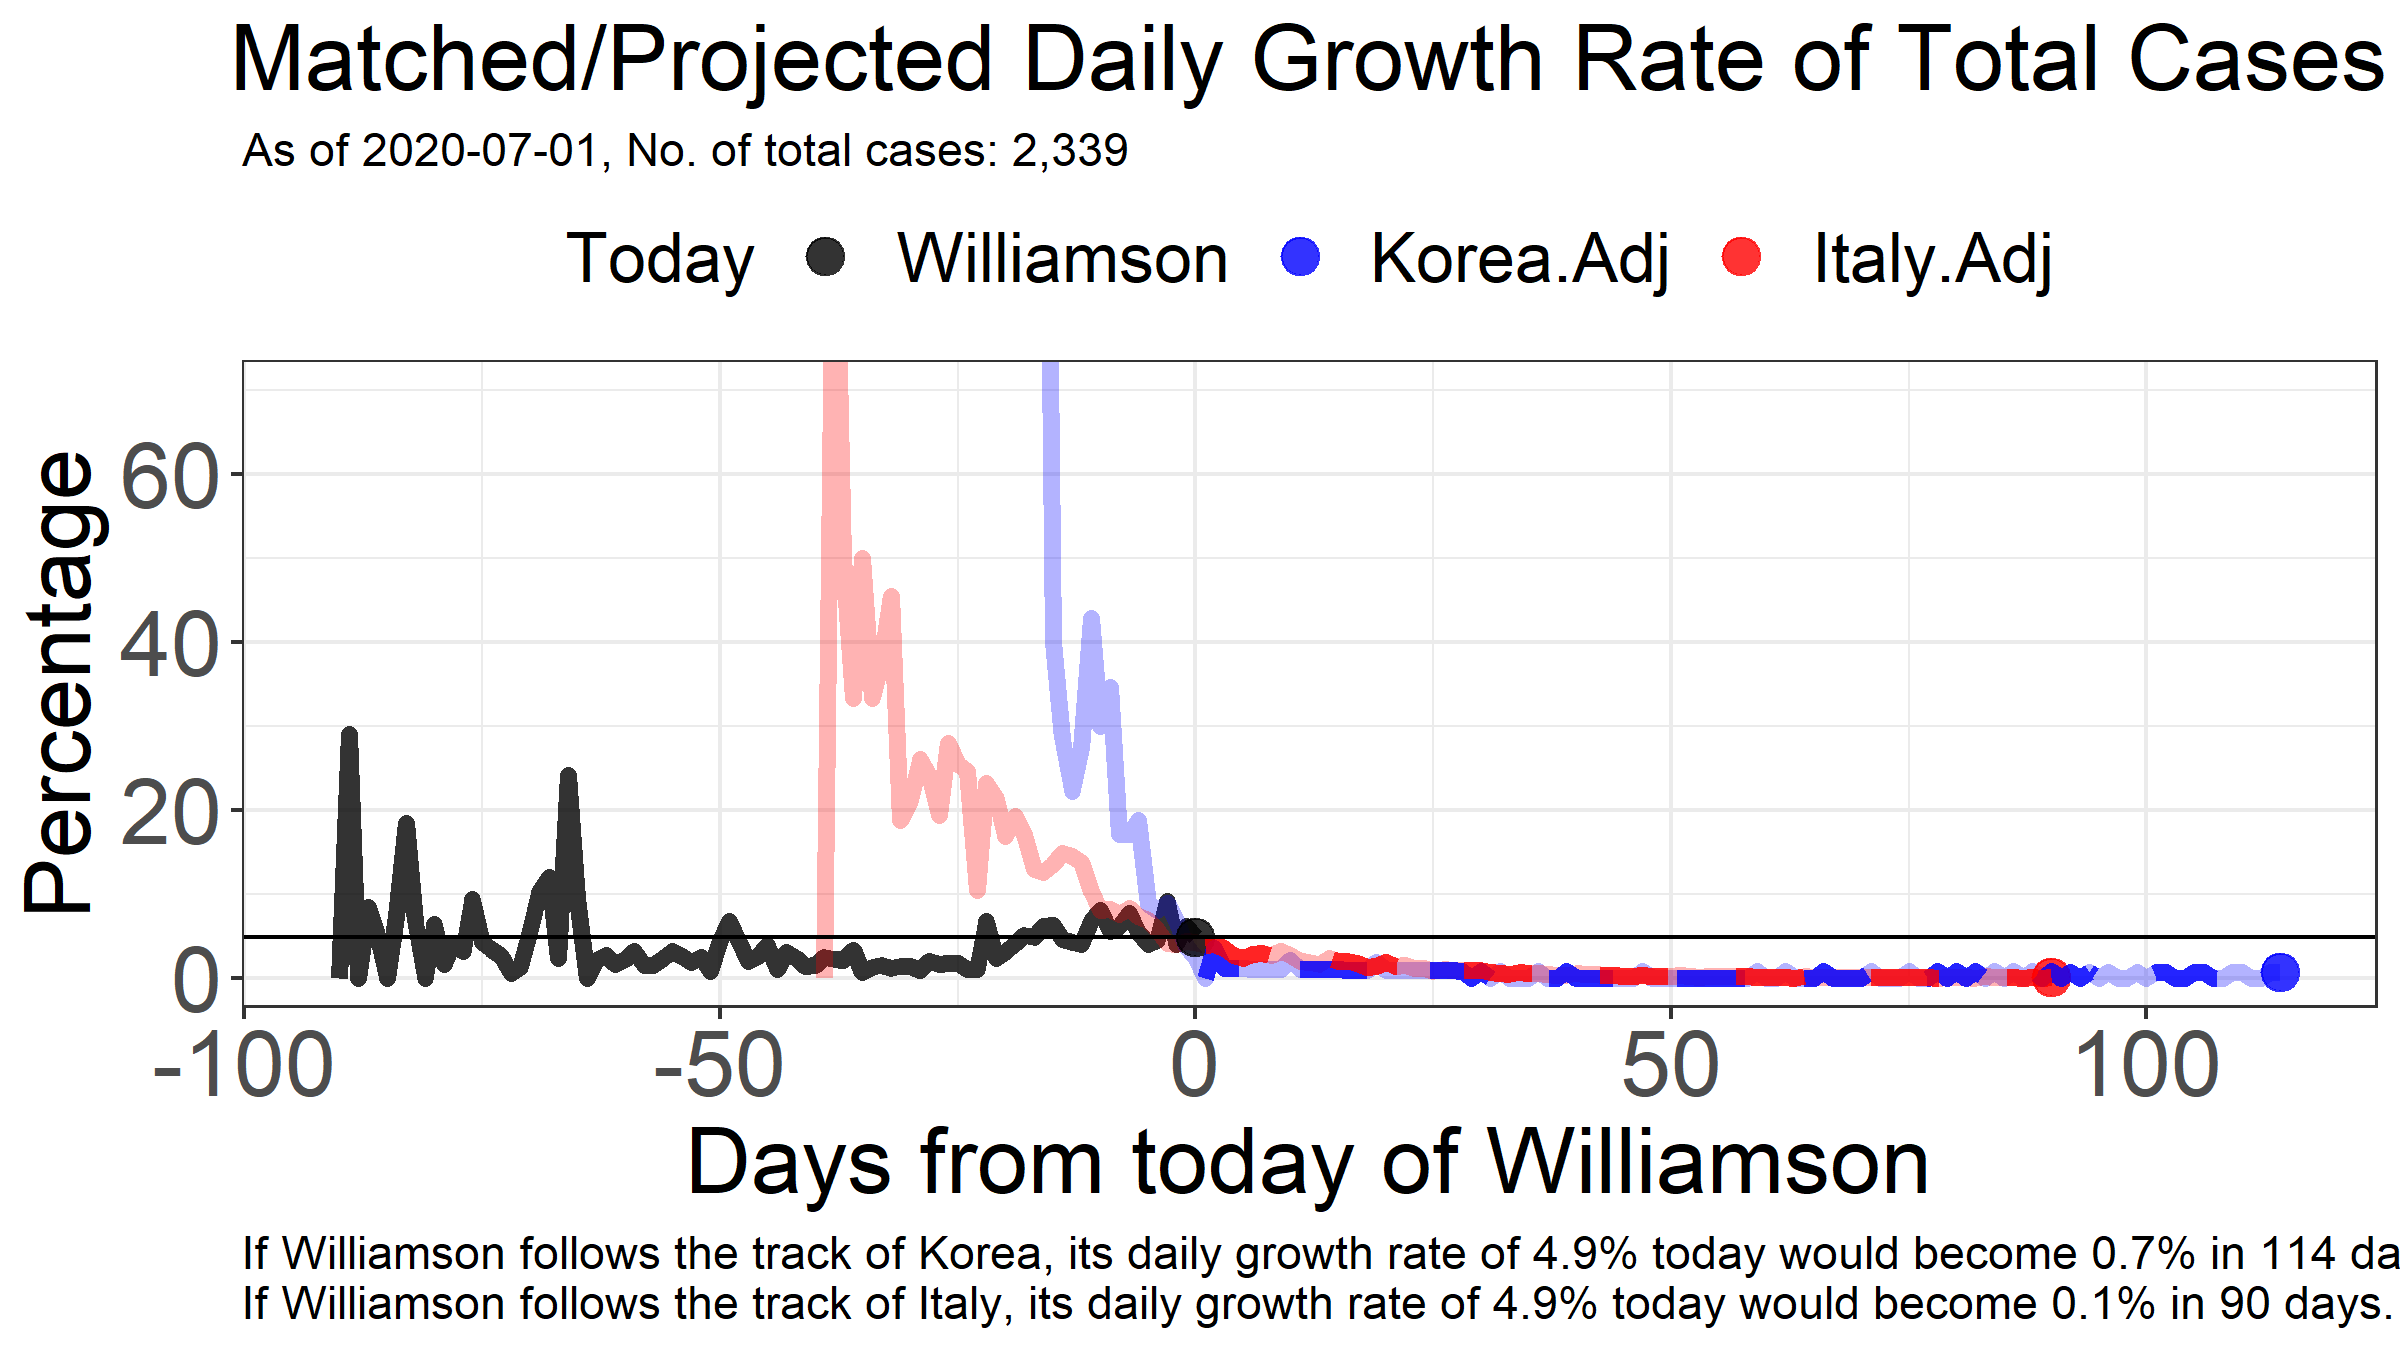 Matched/Projected Daily Growth Rate of Total Cases
As of 2020-07-01, No. of total cases: 2,339
Today Williamson Korea.Adj Italy.Adj
Percentage
60
40
20
0
-100 -50 0 50 100
Days from today of Williamson
If Williamson follows the track of Korea, its daily growth rate of 4.9% today would become 0.7% in 114 da
If Williamson follows the track of Italy, its daily growth rate of 4.9% today would become 0.1% in 90 days.